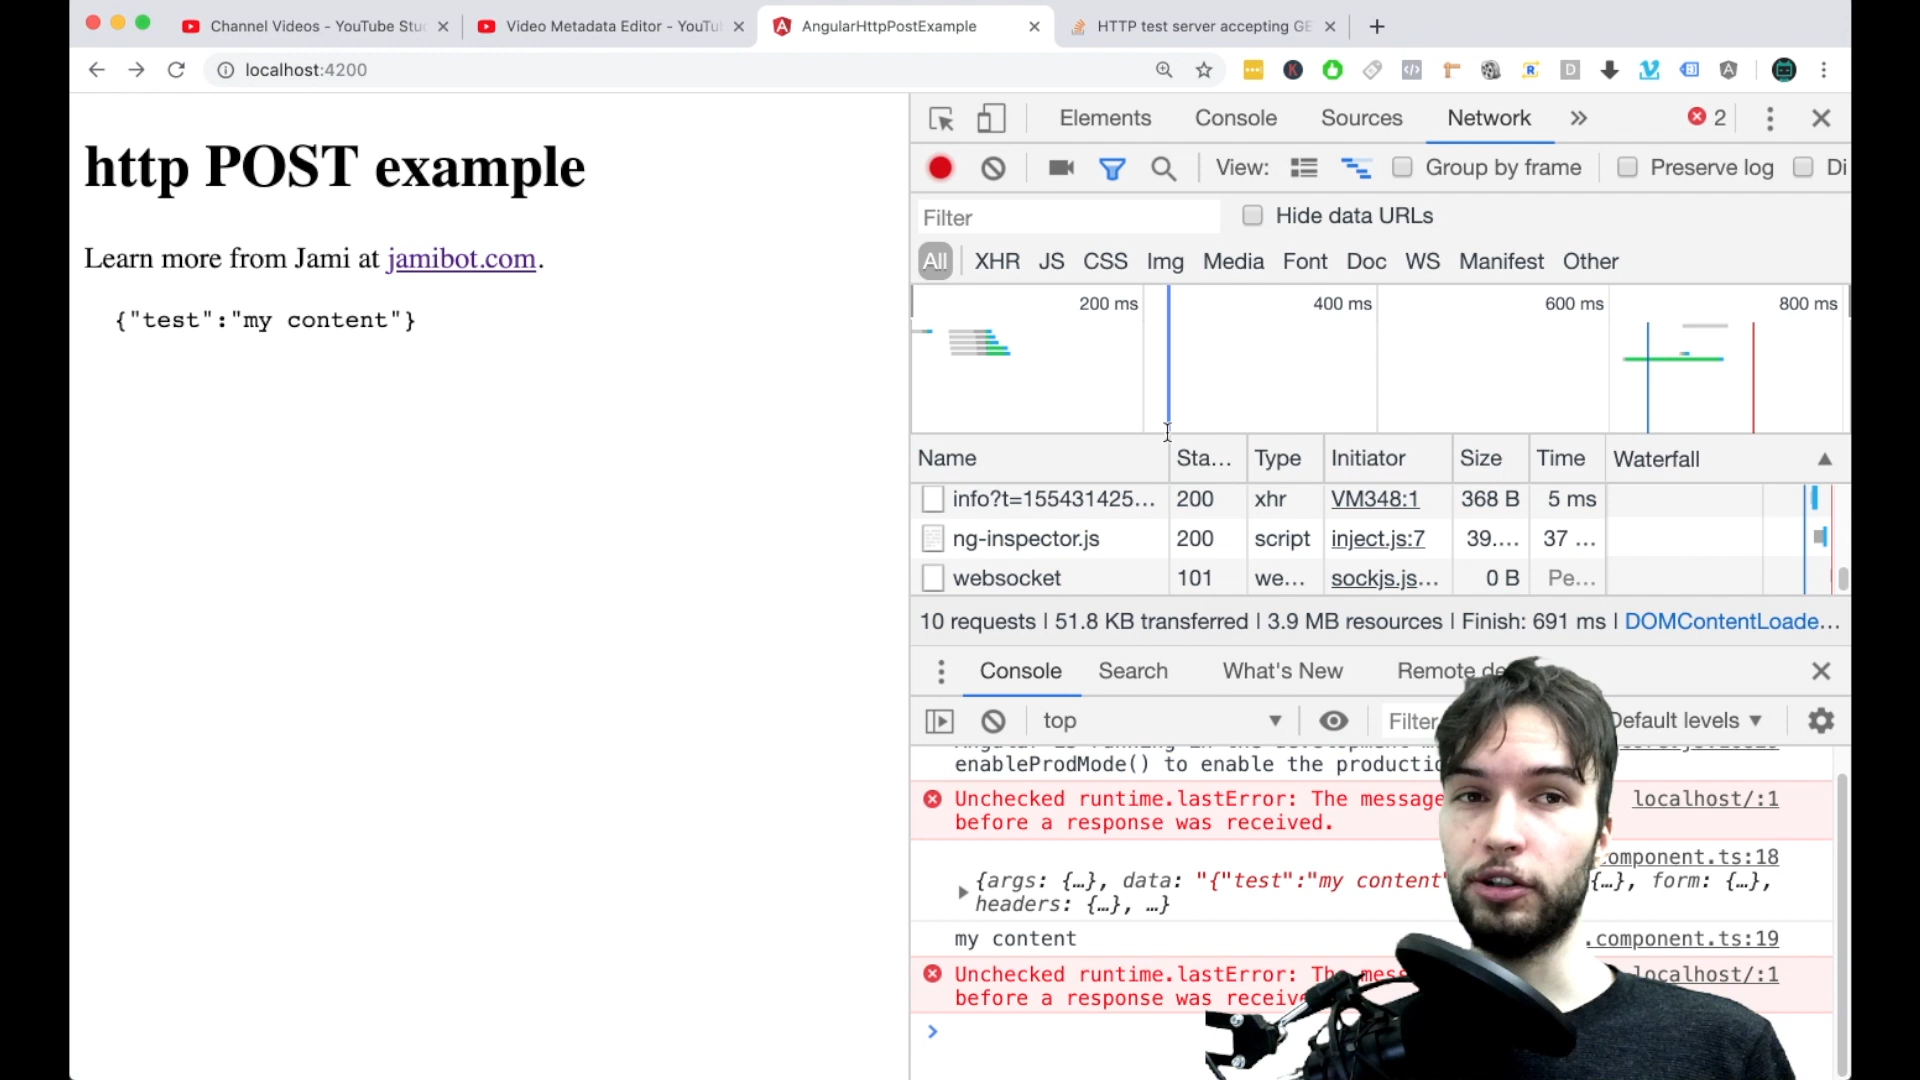 Channel Videos - YouTube Stu
Video Metadata Editor - YouTu
AngularHttpPostExample
HTTP test server accepting GE
localhost:4200
http POST example
Learn more from Jami at jamibot.com.
{"test":"my content"}
Elements Console Sources Network 2
View: Group by frame Preserve log Di
Filter Hide data URLs
All XHR JS CSS Img Media Font Doc WS Manifest Other
200 ms 400 ms 600 ms 800 ms
Name Sta... Type Initiator Size Time Waterfall
info?t=155431425... 200 xhr VM348:1 368 B 5 ms
ng-inspector.js 200 script inject.js:7 39.... 37 ...
websocket 101 we... sockjs.js... 0 B Pe...
10 requests | 51.8 KB transferred | 3.9 MB resources | Finish: 691 ms | DOMContentLoade...
Console Search What's New Remote de
top Filter Default levels
enableProdMode() to enable the producti
Unchecked runtime.lastError: The message localhost/:1
before a response was received.
omponent.ts:18
{args: {…}, data: "{"test":"my content" {…}, form: {…},
headers: {…}, …}
my content .component.ts:19
Unchecked runtime.lastError: The mess localhost/:1
before a response was receive